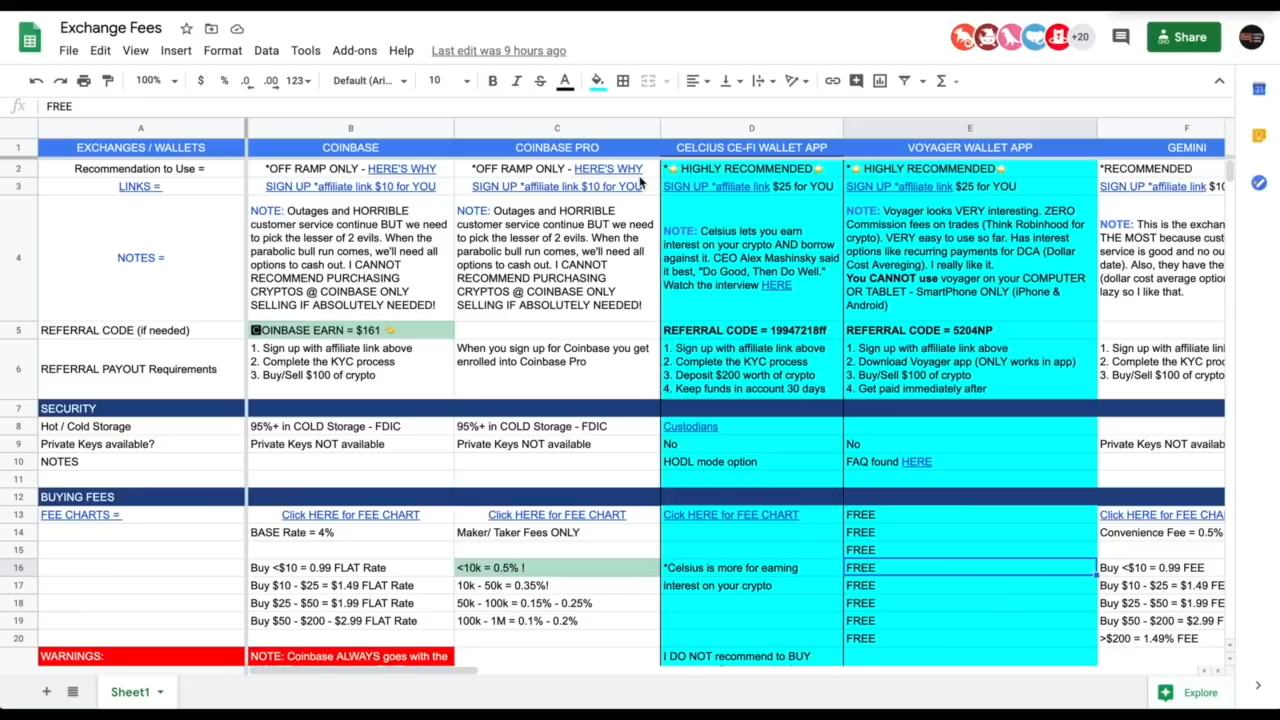 Exchange Fees
File Edit View Insert Format Data Tools Add-ons Help Last edit was 9 hours ago
+20
Share
100% $ % .0 .00 123 Default (Ari... 10 B I S A
fx FREE
A B C D E F
1 EXCHANGES / WALLETS COINBASE COINBASE PRO CELCIUS CE-FI WALLET APP VOYAGER WALLET APP GEMINI
2 Recommendation to Use = *OFF RAMP ONLY - HERE'S WHY *OFF RAMP ONLY - HERE'S WHY *⭐ HIGHLY RECOMMENDED⭐ *⭐ HIGHLY RECOMMENDED⭐ *RECOMMENDED
3 LINKS = SIGN UP *affiliate link $10 for YOU SIGN UP *affiliate link $10 for YOU SIGN UP *affiliate link $25 for YOU SIGN UP *affiliate link $25 for YOU SIGN UP *affiliate link $10
4 NOTES =
NOTE: Outages and HORRIBLE
customer service continue BUT we need
to pick the lesser of 2 evils. When the
parabolic bull run comes, we'll need all
options to cash out. I CANNOT
RECOMMEND PURCHASING
CRYPTOS @ COINBASE ONLY
SELLING IF ABSOLUTELY NEEDED!
NOTE: Outages and HORRIBLE
customer service continue BUT we need
to pick the lesser of 2 evils. When the
parabolic bull run comes, we'll need all
options to cash out. I CANNOT
RECOMMEND PURCHASING
CRYPTOS @ COINBASE ONLY
SELLING IF ABSOLUTELY NEEDED!
NOTE: Celsius lets you earn
interest on your crypto AND borrow
against it. CEO Alex Mashinsky said
it best, "Do Good, Then Do Well."
Watch the interview HERE
NOTE: Voyager looks VERY interesting. ZERO
Commission fees on trades (Think Robinhood for
crypto). VERY easy to use so far. Has interest
options like recurring payments for DCA (Dollar
Cost Avereging). I really like it.
You CANNOT use voyager on your COMPUTER
OR TABLET - SmartPhone ONLY (iPhone &
Android)
NOTE: This is the exchan
THE MOST because cust
service is good and no ou
date). Also, they have the
(dollar cost average option
lazy so I like that.
5 REFERRAL CODE (if needed) COINBASE EARN = $161 REFERRAL CODE = 19947218ff REFERRAL CODE = 5204NP
6 REFERRAL PAYOUT Requirements
1. Sign up with affiliate link above
2. Complete the KYC process
3. Buy/Sell $100 of crypto
When you sign up for Coinbase you get
enrolled into Coinbase Pro
1. Sign up with affiliate link above
2. Complete the KYC process
3. Deposit $200 worth of crypto
4. Keep funds in account 30 days
1. Sign up with affiliate link above
2. Download Voyager app (ONLY works in app)
3. Buy/Sell $100 of crypto
4. Get paid immediately after
1. Sign up with affiliate
2. Complete the KYC pro
3. Buy/Sell $100 of crypto
7 SECURITY
8 Hot / Cold Storage 95%+ in COLD Storage - FDIC 95%+ in COLD Storage - FDIC Custodians
9 Private Keys available? Private Keys NOT available Private Keys NOT available No No Private Keys NOT availab
10 NOTES HODL mode option FAQ found HERE
11
12 BUYING FEES
13 FEE CHARTS = Click HERE for FEE CHART Click HERE for FEE CHART Click HERE for FEE CHART FREE Click HERE for FEE CHA
14 BASE Rate = 4% Maker/ Taker Fees ONLY FREE Convenience Fee = 0.5%
15 FREE
16 Buy <$10 = 0.99 FLAT Rate <10k = 0.5% ! *Celsius is more for earning FREE Buy <$10 = 0.99 FEE
17 Buy $10 - $25 = $1.49 FLAT Rate 10k - 50k = 0.35%! interest on your crypto FREE Buy $10 - $25 = $1.49 FE
18 Buy $25 - $50 = $1.99 FLAT Rate 50k - 100k = 0.15% - 0.25% FREE Buy $25 - $50 = $1.99 FE
19 Buy $50 - $200 - $2.99 FLAT Rate 100k - 1M = 0.1% - 0.2% FREE Buy $50 - $200 = $2.99 F
20 FREE >$200 = 1.49% FEE
WARNINGS: NOTE: Coinbase ALWAYS goes with the I DO NOT recommend to BUY
Sheet1
Explore